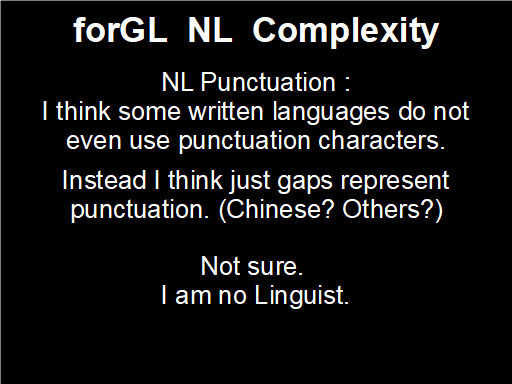 forGL NL Complexity
NL Punctuation :
I think some written languages do not
even use punctuation characters.
Instead I think just gaps represent
punctuation. (Chinese? Others?)
Not sure.
I am no Linguist.